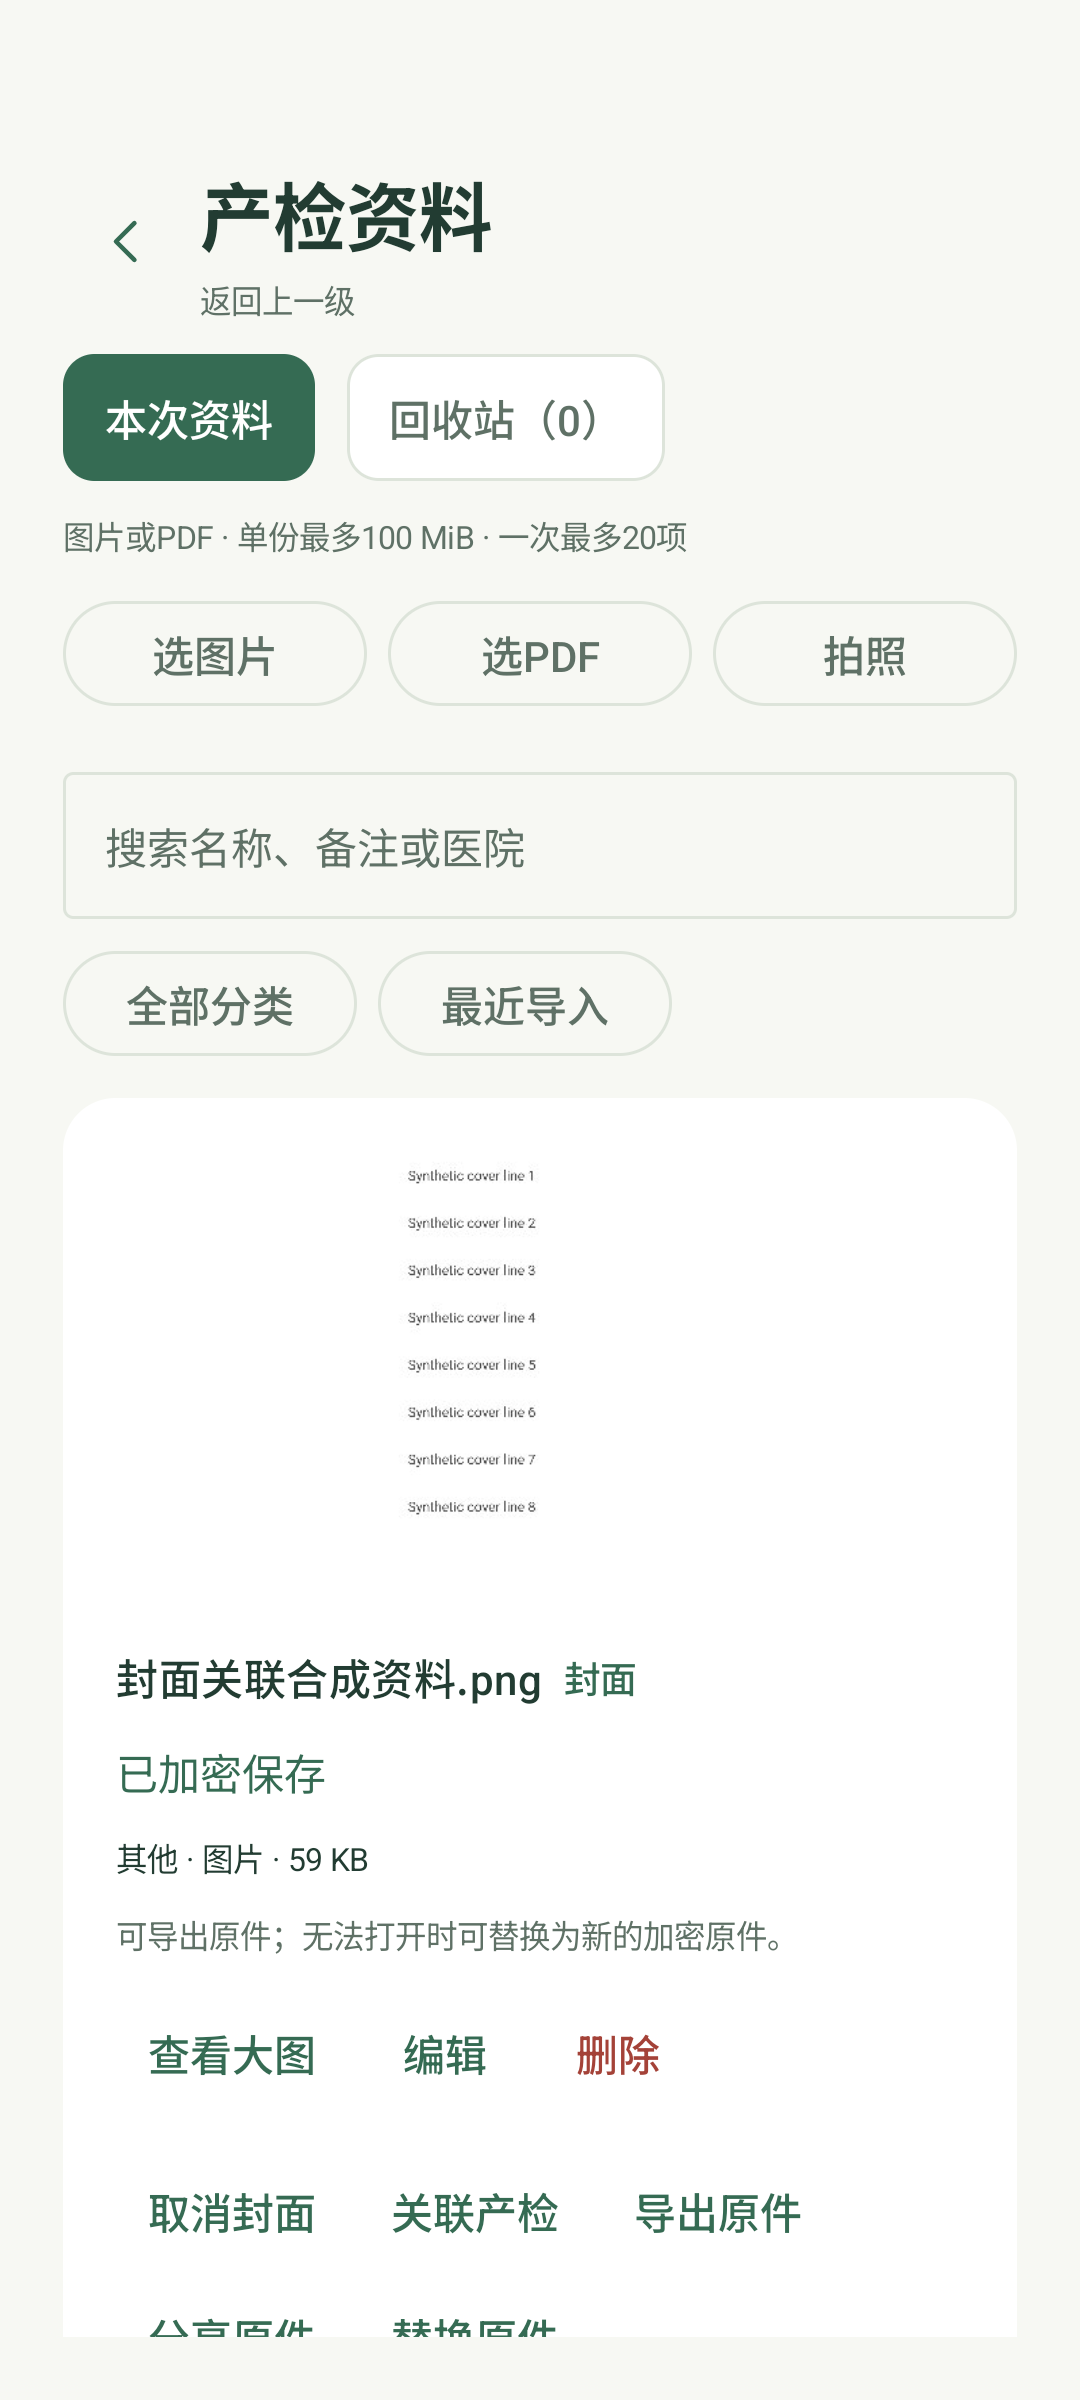 产检资料
返回上一级
本次资料 回收站（0）
图片或PDF · 单份最多100 MiB · 一次最多20项
选图片 选PDF 拍照
搜索名称、备注或医院
全部分类 最近导入
Synthetic cover line 1
Synthetic cover line 2
Synthetic cover line 3
Synthetic cover line 4
Synthetic cover line 5
Synthetic cover line 6
Synthetic cover line 7
Synthetic cover line 8
封面关联合成资料.png 封面
已加密保存
其他 · 图片 · 59 KB
可导出原件；无法打开时可替换为新的加密原件。
查看大图 编辑 删除
取消封面 关联产检 导出原件
分享原件 替换原件